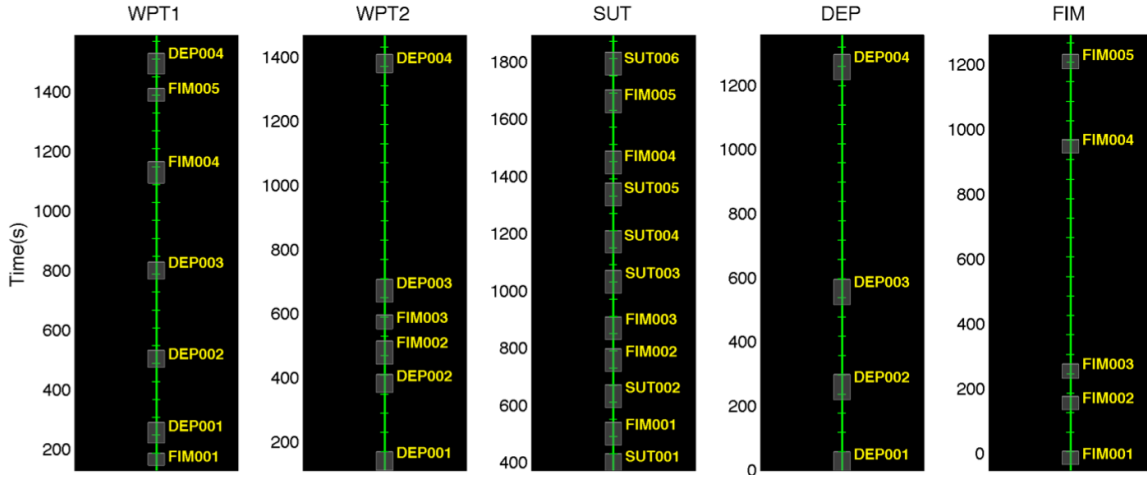 WPT1
WPT2
SUT
DEP
FIM
Time(s)
1400
1200
1000
800
600
400
200
DEP004
FIM005
FIM004
DEP003
DEP002
DEP001
FIM001
1400
1200
1000
800
600
400
200
DEP004
DEP003
FIM003
FIM002
DEP002
DEP001
1800
1600
1400
1200
1000
800
600
400
SUT006
FIM005
FIM004
SUT005
SUT004
SUT003
FIM003
FIM002
SUT002
FIM001
SUT001
1200
1000
800
600
400
200
0
DEP004
DEP003
DEP002
DEP001
1200
1000
800
600
400
200
0
FIM005
FIM004
FIM003
FIM002
FIM001